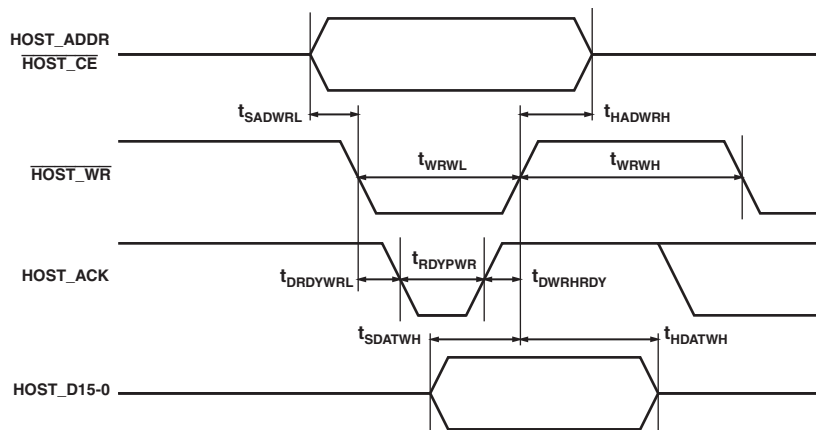 HOST_ADDR
HOST_CE
tSADWRL
tHADWRH
HOST_WR
tWRWL
tWRWH
HOST_ACK
tDRDYWRL
tRDYPWR
tDWRHRDY
tSDATWH
tHDATWH
HOST_D15-0